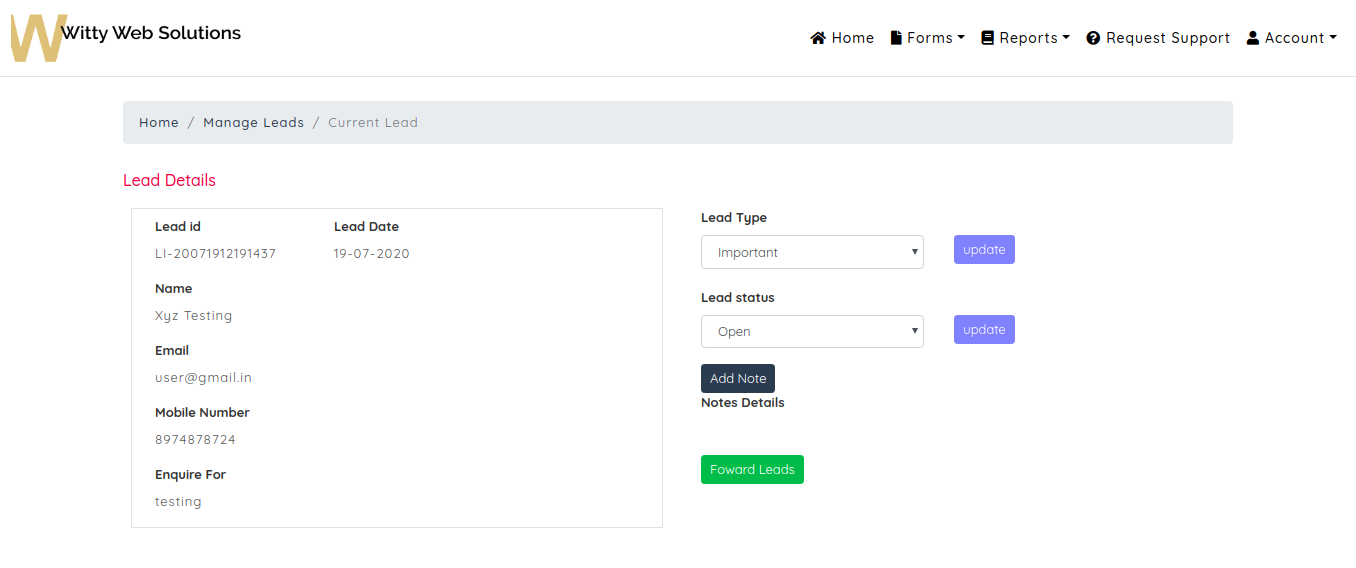 W
Witty Web Solutions
Home Forms Reports Request Support Account
Home / Manage Leads / Current Lead
Lead Details
Lead id Lead Date
LI-20071912191437 19-07-2020
Name
Xyz Testing
Email
user@gmail.in
Mobile Number
8974878724
Enquire For
testing
Lead Type
Important update
Lead status
Open update
Add Note
Notes Details
Foward Leads